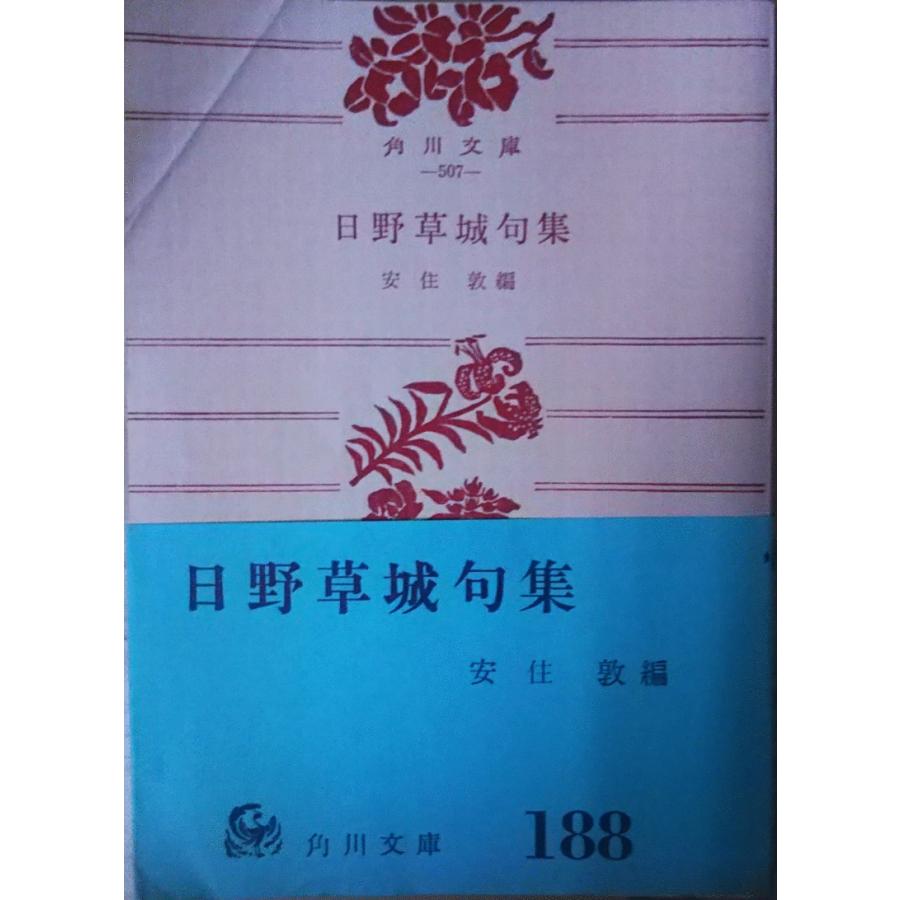 角川文庫
—507—
日野草城句集
安住 敦編
日野草城句集
安住 敦編
角川文庫 188